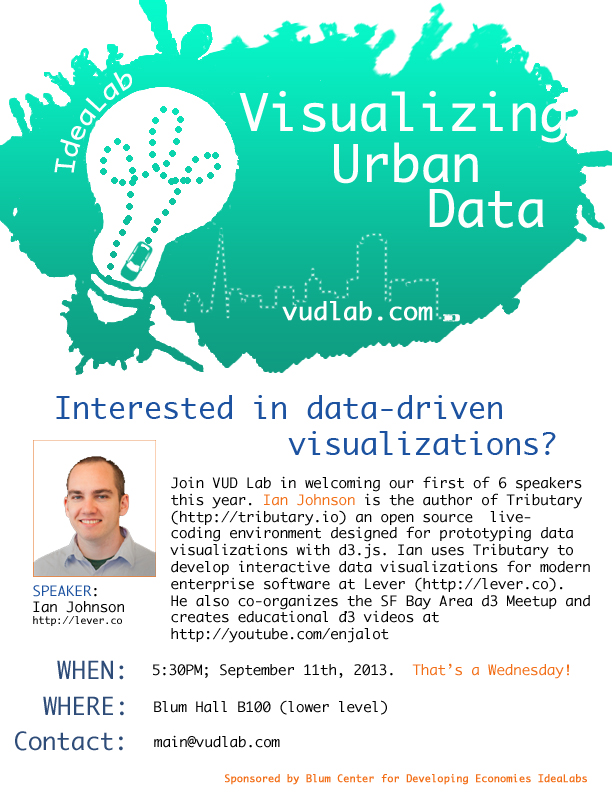 IdeaLab
Visualizing
Urban
Data
vudlab.com
Interested in data-driven
visualizations?
Join VUD Lab in welcoming our first of 6 speakers
this year. Ian Johnson is the author of Tributary
(http://tributary.io) an open source live-
coding environment designed for prototyping data
visualizations with d3.js. Ian uses Tributary to
develop interactive data visualizations for modern
enterprise software at Lever (http://lever.co).
He also co-organizes the SF Bay Area d3 Meetup and
creates educational d3 videos at
http://youtube.com/enjalot
SPEAKER:
Ian Johnson
http://lever.co
WHEN: 5:30PM; September 11th, 2013. That's a Wednesday!
WHERE: Blum Hall B100 (lower level)
Contact: main@vudlab.com
Sponsored by Blum Center for Developing Economies IdeaLabs